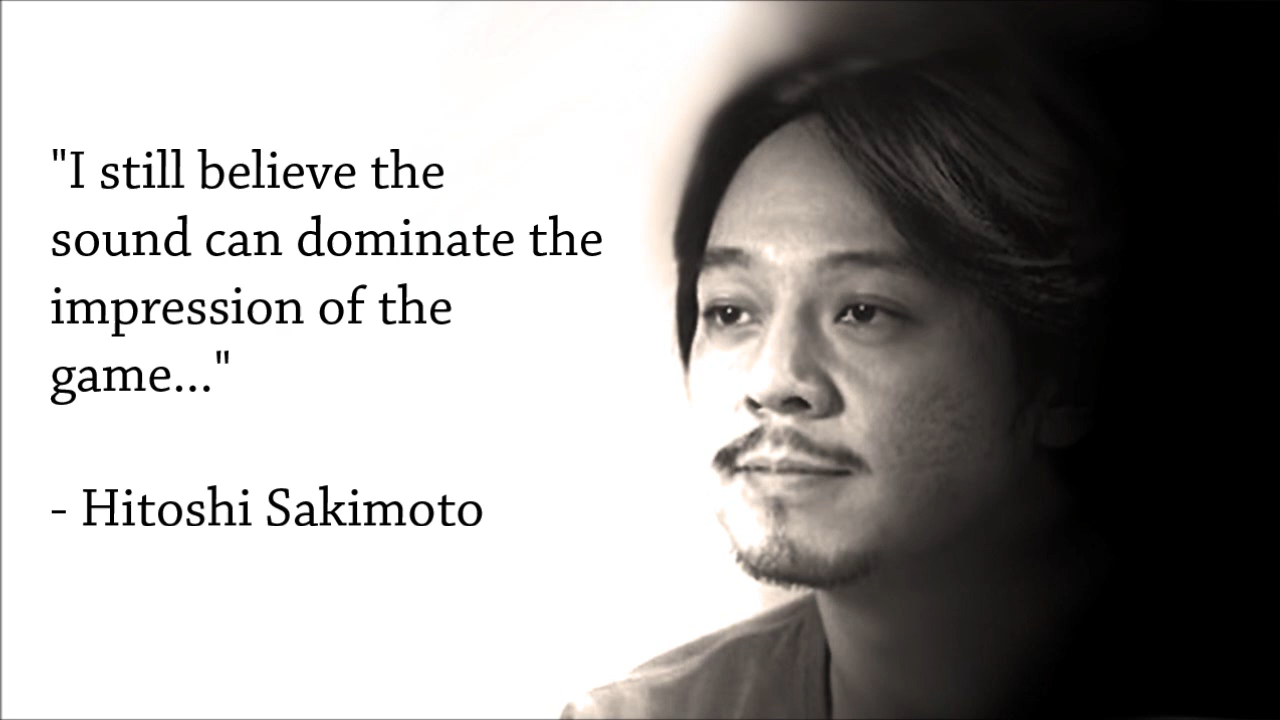 "I still believe the
sound can dominate the
impression of the
game..."
- Hitoshi Sakimoto